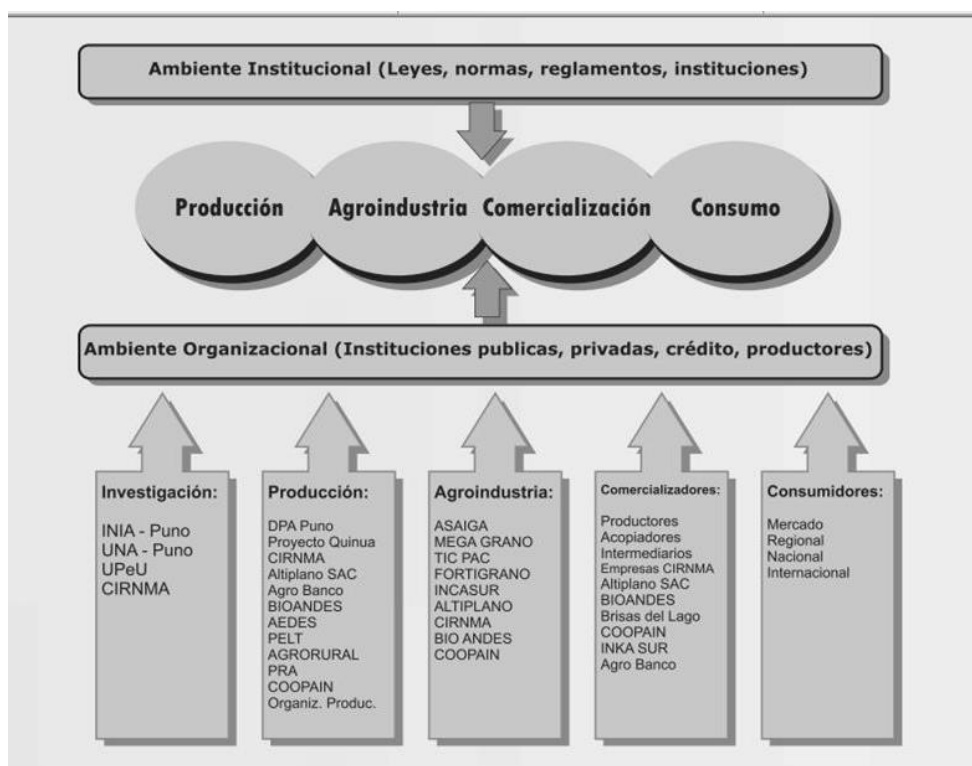 Ambiente Institucional (Leyes, normas, reglamentos, instituciones)
Producción
Agroindustria
Comercialización
Consumo
Ambiente Organizacional (Instituciones publicas, privadas, crédito, productores)
Investigación:
INIA - Puno
UNA - Puno
UPeU
CIRNMA
Producción:
DPA Puno
Proyecto Quinua
CIRNMA
Altiplano SAC
Agro Banco
BIOANDES
AEDES
PELT
AGRORURAL
PRA
COOPAIN
Organiz. Produc.
Agroindustria:
ASAIGA
MEGA GRANO
TIC PAC
FORTIGRANO
INCASUR
ALTIPLANO
CIRNMA
BIO ANDES
COOPAIN
Comercializadores:
Productores
Acopiadores
Intermediarios
Empresas CIRNMA
Altiplano SAC
BIOANDES
Brisas del Lago
COOPAIN
INKA SUR
Agro Banco
Consumidores:
Mercado
Regional
Nacional
Internacional